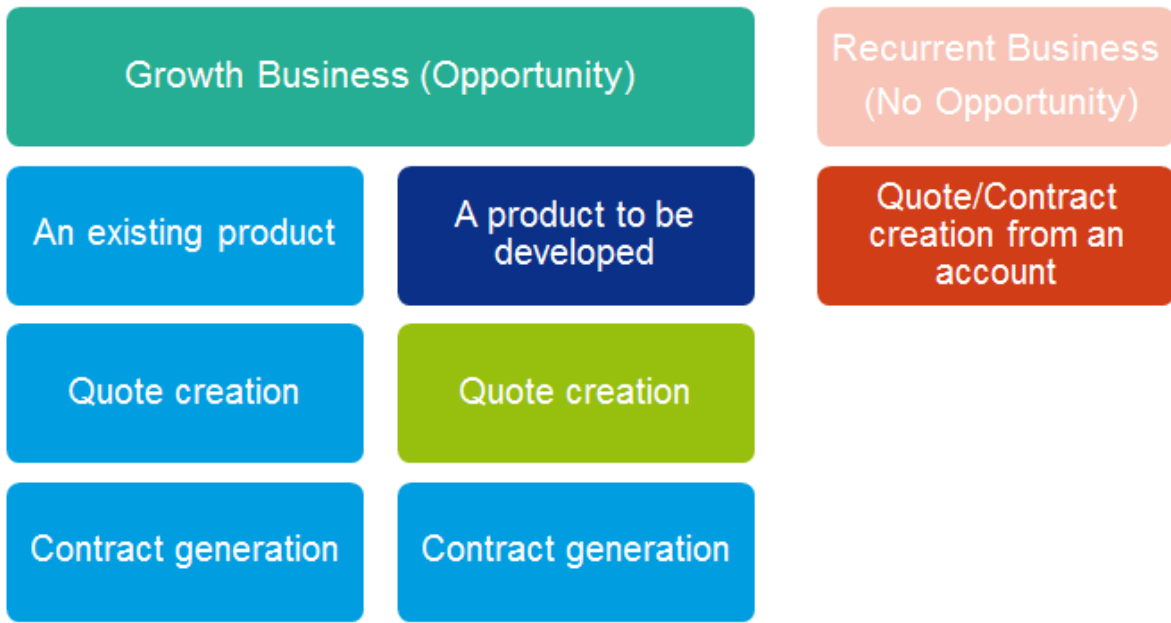 Growth Business (Opportunity)
Recurrent Business
(No Opportunity)
An existing product
A product to be
developed
Quote/Contract
creation from an
account
Quote creation
Quote creation
Contract generation
Contract generation